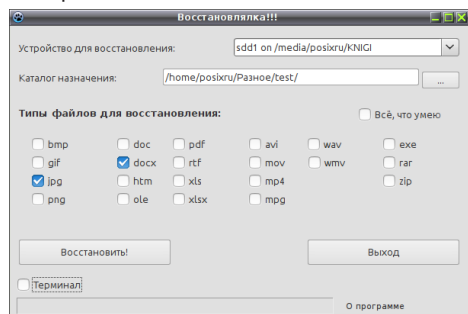 Восстановлялка!!!
Устройство для восстановления: sdd1 on /media/posixru/KNIGI
Каталог назначения: /home/posixru/Разное/test/ ...
Типы файлов для восстановления: Всё, что умею
bmp doc pdf avi wav exe
gif docx rtf mov wmv rar
jpg htm xls mp4 zip
png ole xlsx mpg
Восстановить! Выход
Терминал
О программе